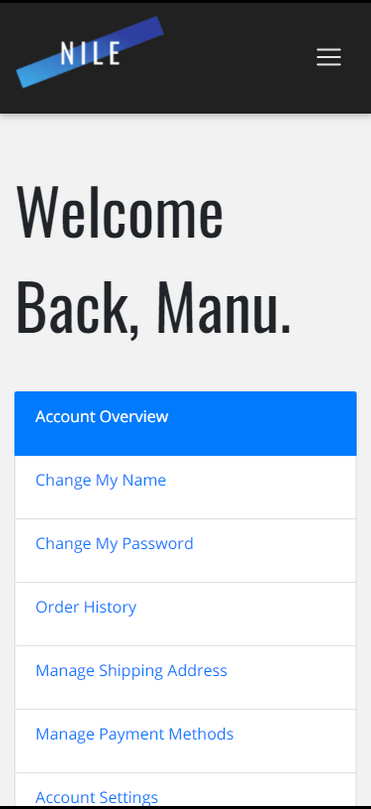 NILE
Welcome
Back, Manu.
Account Overview
Change My Name
Change My Password
Order History
Manage Shipping Address
Manage Payment Methods
Account Settings